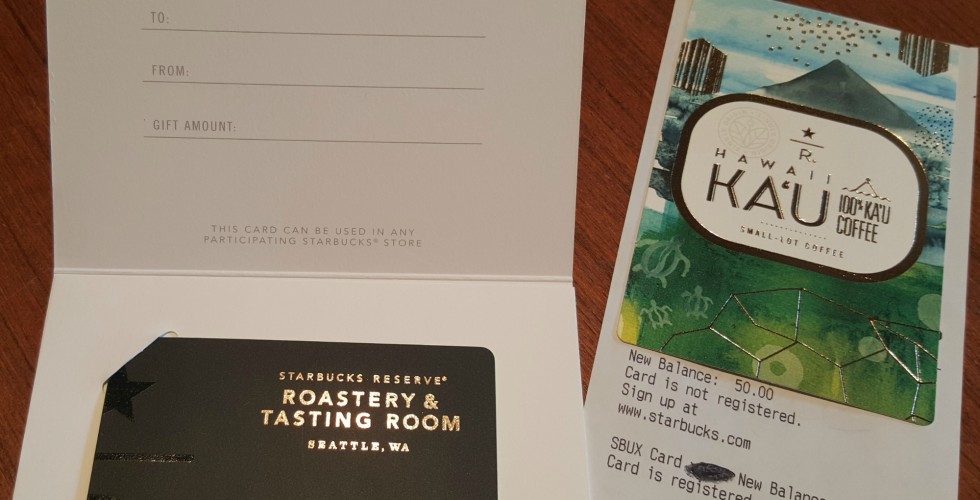 TO:
FROM:
GIFT AMOUNT:
THIS CARD CAN BE USED IN ANY
PARTICIPATING STARBUCKS® STORE
STARBUCKS RESERVE®
ROASTERY &
TASTING ROOM
SEATTLE, WA
R.
HAWAII
KA'U
100% KA'U
COFFEE
SMALL-LOT COFFEE
New Balance: 50.00
Card is not registered.
Sign up at
www.starbucks.com
SBUX Card New Balance
Card is registered